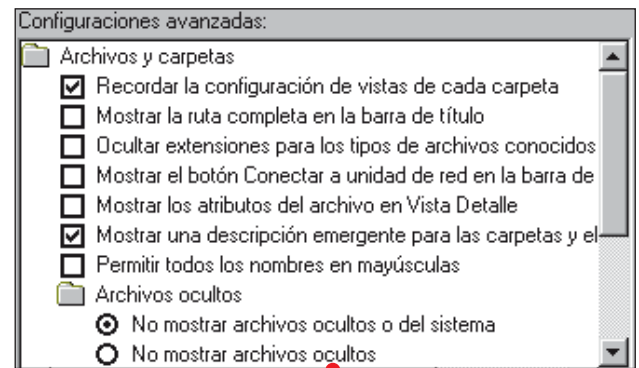 Configuraciones avanzadas:
Archivos y carpetas
Recordar la configuración de vistas de cada carpeta
Mostrar la ruta completa en la barra de título
Ocultar extensiones para los tipos de archivos conocidos
Mostrar el botón Conectar a unidad de red en la barra de
Mostrar los atributos del archivo en Vista Detalle
Mostrar una descripción emergente para las carpetas y el
Permitir todos los nombres en mayúsculas
Archivos ocultos
No mostrar archivos ocultos o del sistema
No mostrar archivos ocultos